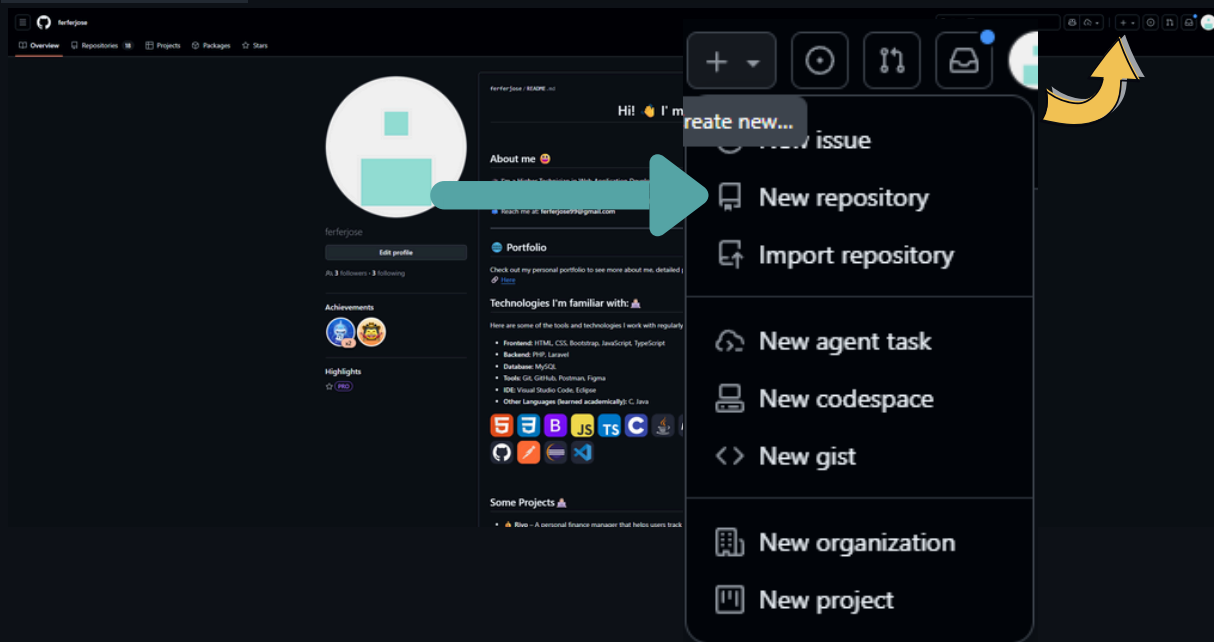 ferferjose
Overview
Repositories 18
Projects
Packages
Stars
ferferjose
Edit profile
3 followers · 3 following
Achievements
x2
Highlights
PRO
ferferjose / README.md
Hi! 👋 I' m
About me
Reach me at: ferferjose99@gmail.com
Portfolio
Check out my personal portfolio to see more about me, detailed
Here
Technologies I'm familiar with:
Here are some of the tools and technologies I work with regularly
Frontend: HTML, CSS, Bootstrap, JavaScript, TypeScript
Backend: PHP, Laravel
Database: MySQL
Tools: Git, GitHub, Postman, Figma
IDE: Visual Studio Code, Eclipse
Other Languages (learned academically): C, Java
B JS TS C
Some Projects
Rivo – A personal finance manager that helps users track
reate new...
New issue
New repository
Import repository
New agent task
New codespace
New gist
New organization
New project